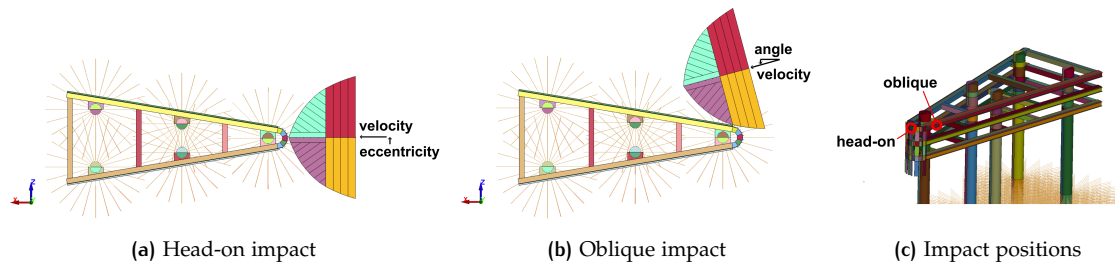 velocity
eccentricity
Z
X
Y
(a) Head-on impact
angle
velocity
Z
X
Y
(b) Oblique impact
oblique
head-on
(c) Impact positions